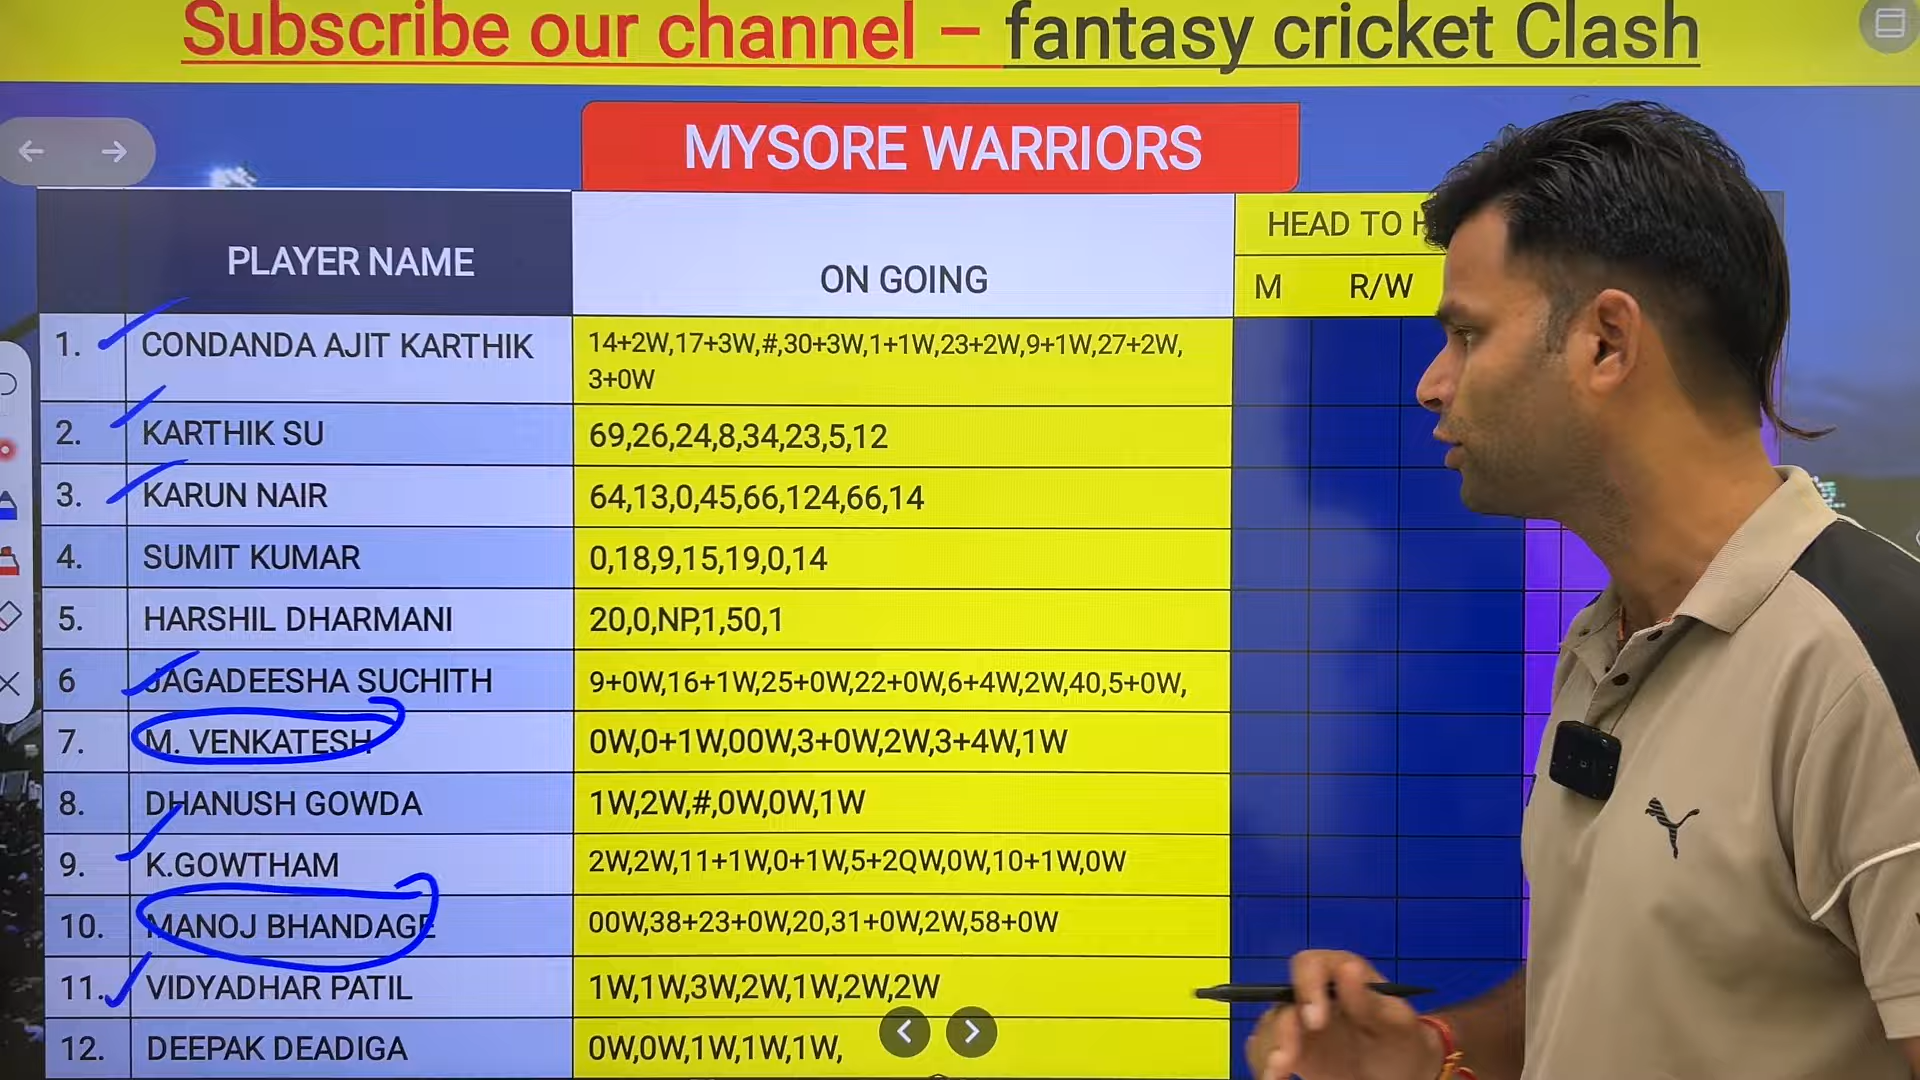 Subscribe our channel – fantasy cricket Clash
MYSORE WARRIORS
PLAYER NAME
ON GOING
HEAD TO
M R/W
1. CONDANDA AJIT KARTHIK 14+2W,17+3W,#,30+3W,1+1W,23+2W,9+1W,27+2W,
3+0W
2. KARTHIK SU 69,26,24,8,34,23,5,12
3. KARUN NAIR 64,13,0,45,66,124,66,14
4. SUMIT KUMAR 0,18,9,15,19,0,14
5. HARSHIL DHARMANI 20,0,NP,1,50,1
6 JAGADEESHA SUCHITH 9+0W,16+1W,25+0W,22+0W,6+4W,2W,40,5+0W,
7. M. VENKATESH 0W,0+1W,00W,3+0W,2W,3+4W,1W
8. DHANUSH GOWDA 1W,2W,#,0W,0W,1W
9. K.GOWTHAM 2W,2W,11+1W,0+1W,5+2QW,0W,10+1W,0W
10. MANOJ BHANDAGE 00W,38+23+0W,20,31+0W,2W,58+0W
11. VIDYADHAR PATIL 1W,1W,3W,2W,1W,2W,2W
12. DEEPAK DEADIGA 0W,0W,1W,1W,1W,